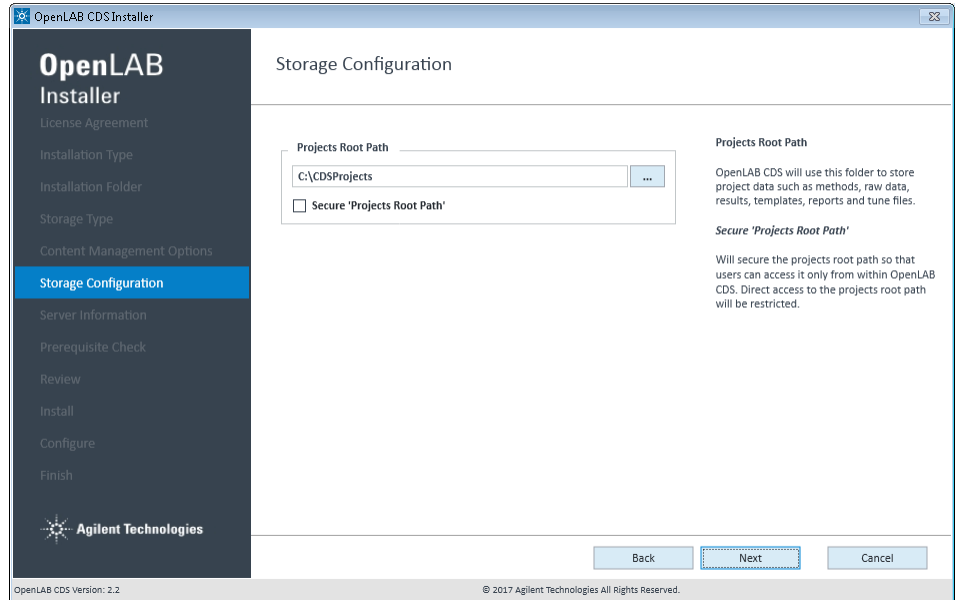 OpenLAB CDS Installer
OpenLAB
Installer
License Agreement
Installation Type
Installation Folder
Storage Type
Content Management Options
Storage Configuration
Server Information
Prerequisite Check
Review
Install
Configure
Finish
Agilent Technologies
Storage Configuration
Projects Root Path
C:\CDSProjects
...
Secure 'Projects Root Path'
Projects Root Path
OpenLAB CDS will use this folder to store
project data such as methods, raw data,
results, templates, reports and tune files.
Secure 'Projects Root Path'
Will secure the projects root path so that
users can access it only from within OpenLAB
CDS. Direct access to the projects root path
will be restricted.
Back
Next
Cancel
OpenLAB CDS Version: 2.2
© 2017 Agilent Technologies All Rights Reserved.